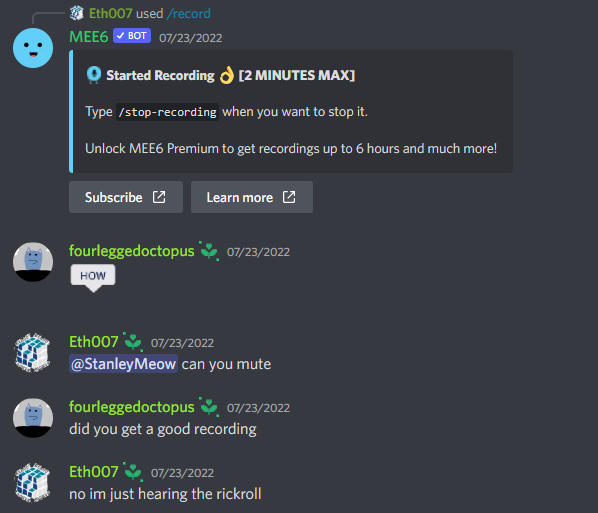 Eth007 used /record
MEE6 ✓ BOT 07/23/2022
Started Recording 👌 [2 MINUTES MAX]
Type /stop-recording when you want to stop it.
Unlock MEE6 Premium to get recordings up to 6 hours and much more!
Subscribe Learn more
fourleggedoctopus 07/23/2022
HOW
Eth007 07/23/2022
@StanleyMeow can you mute
fourleggedoctopus 07/23/2022
did you get a good recording
Eth007 07/23/2022
no im just hearing the rickroll